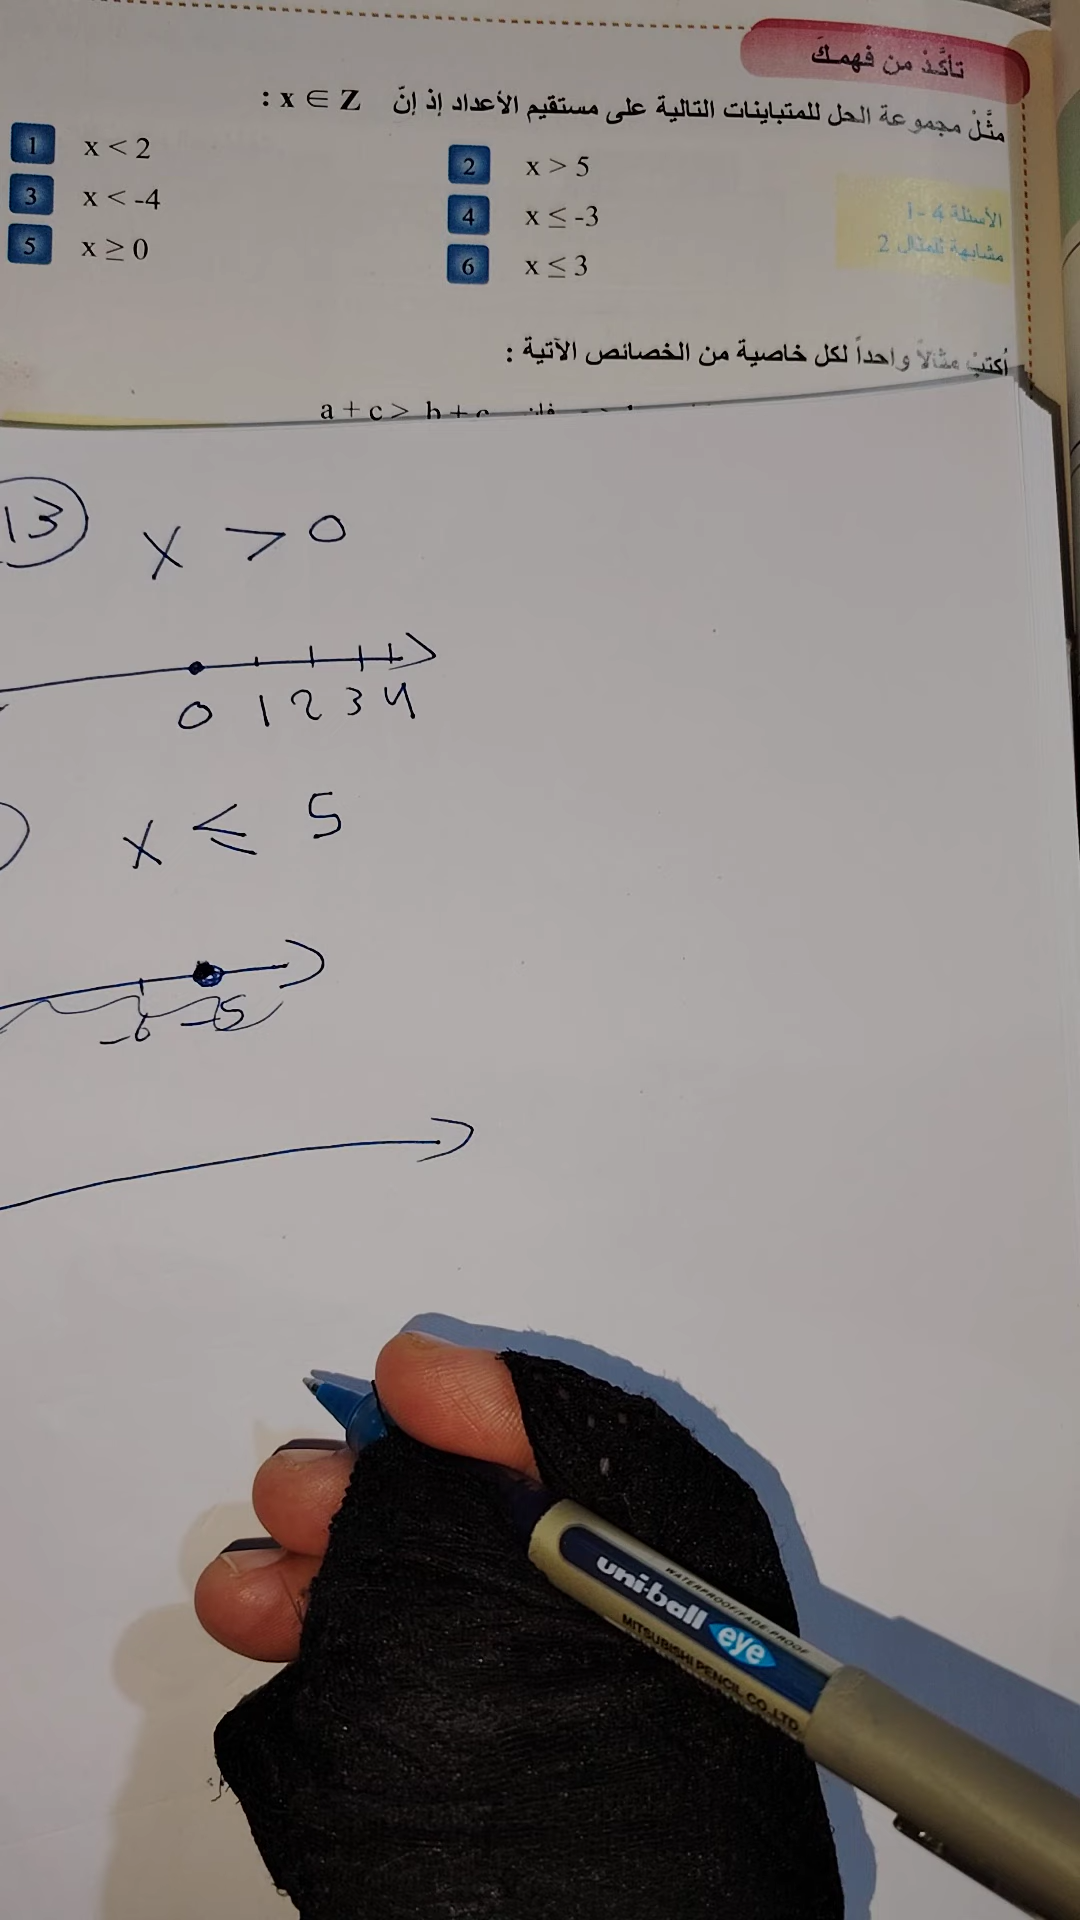 تأكَّدْ من فهمكَ
مثِّلْ مجموعة الحل للمتباينات التالية على مستقيم الأعداد إذ إنّ x ∈ Z :
1 x < 2
2 x > 5
3 x < -4
4 x ≤ -3
5 x ≥ 0
6 x ≤ 3
الأسئلة 4 - 1
مشابهة للمثال 2
أكتبْ مثالاً واحداً لكل خاصية من الخصائص الآتية :
a + c > b + c فإن
13 x > 0
0 1 2 3 4
x ≤ 5
-6 -5
uni-ball eye
WATERPROOF/FADE-PROOF
MITSUBISHI PENCIL CO.,LTD.